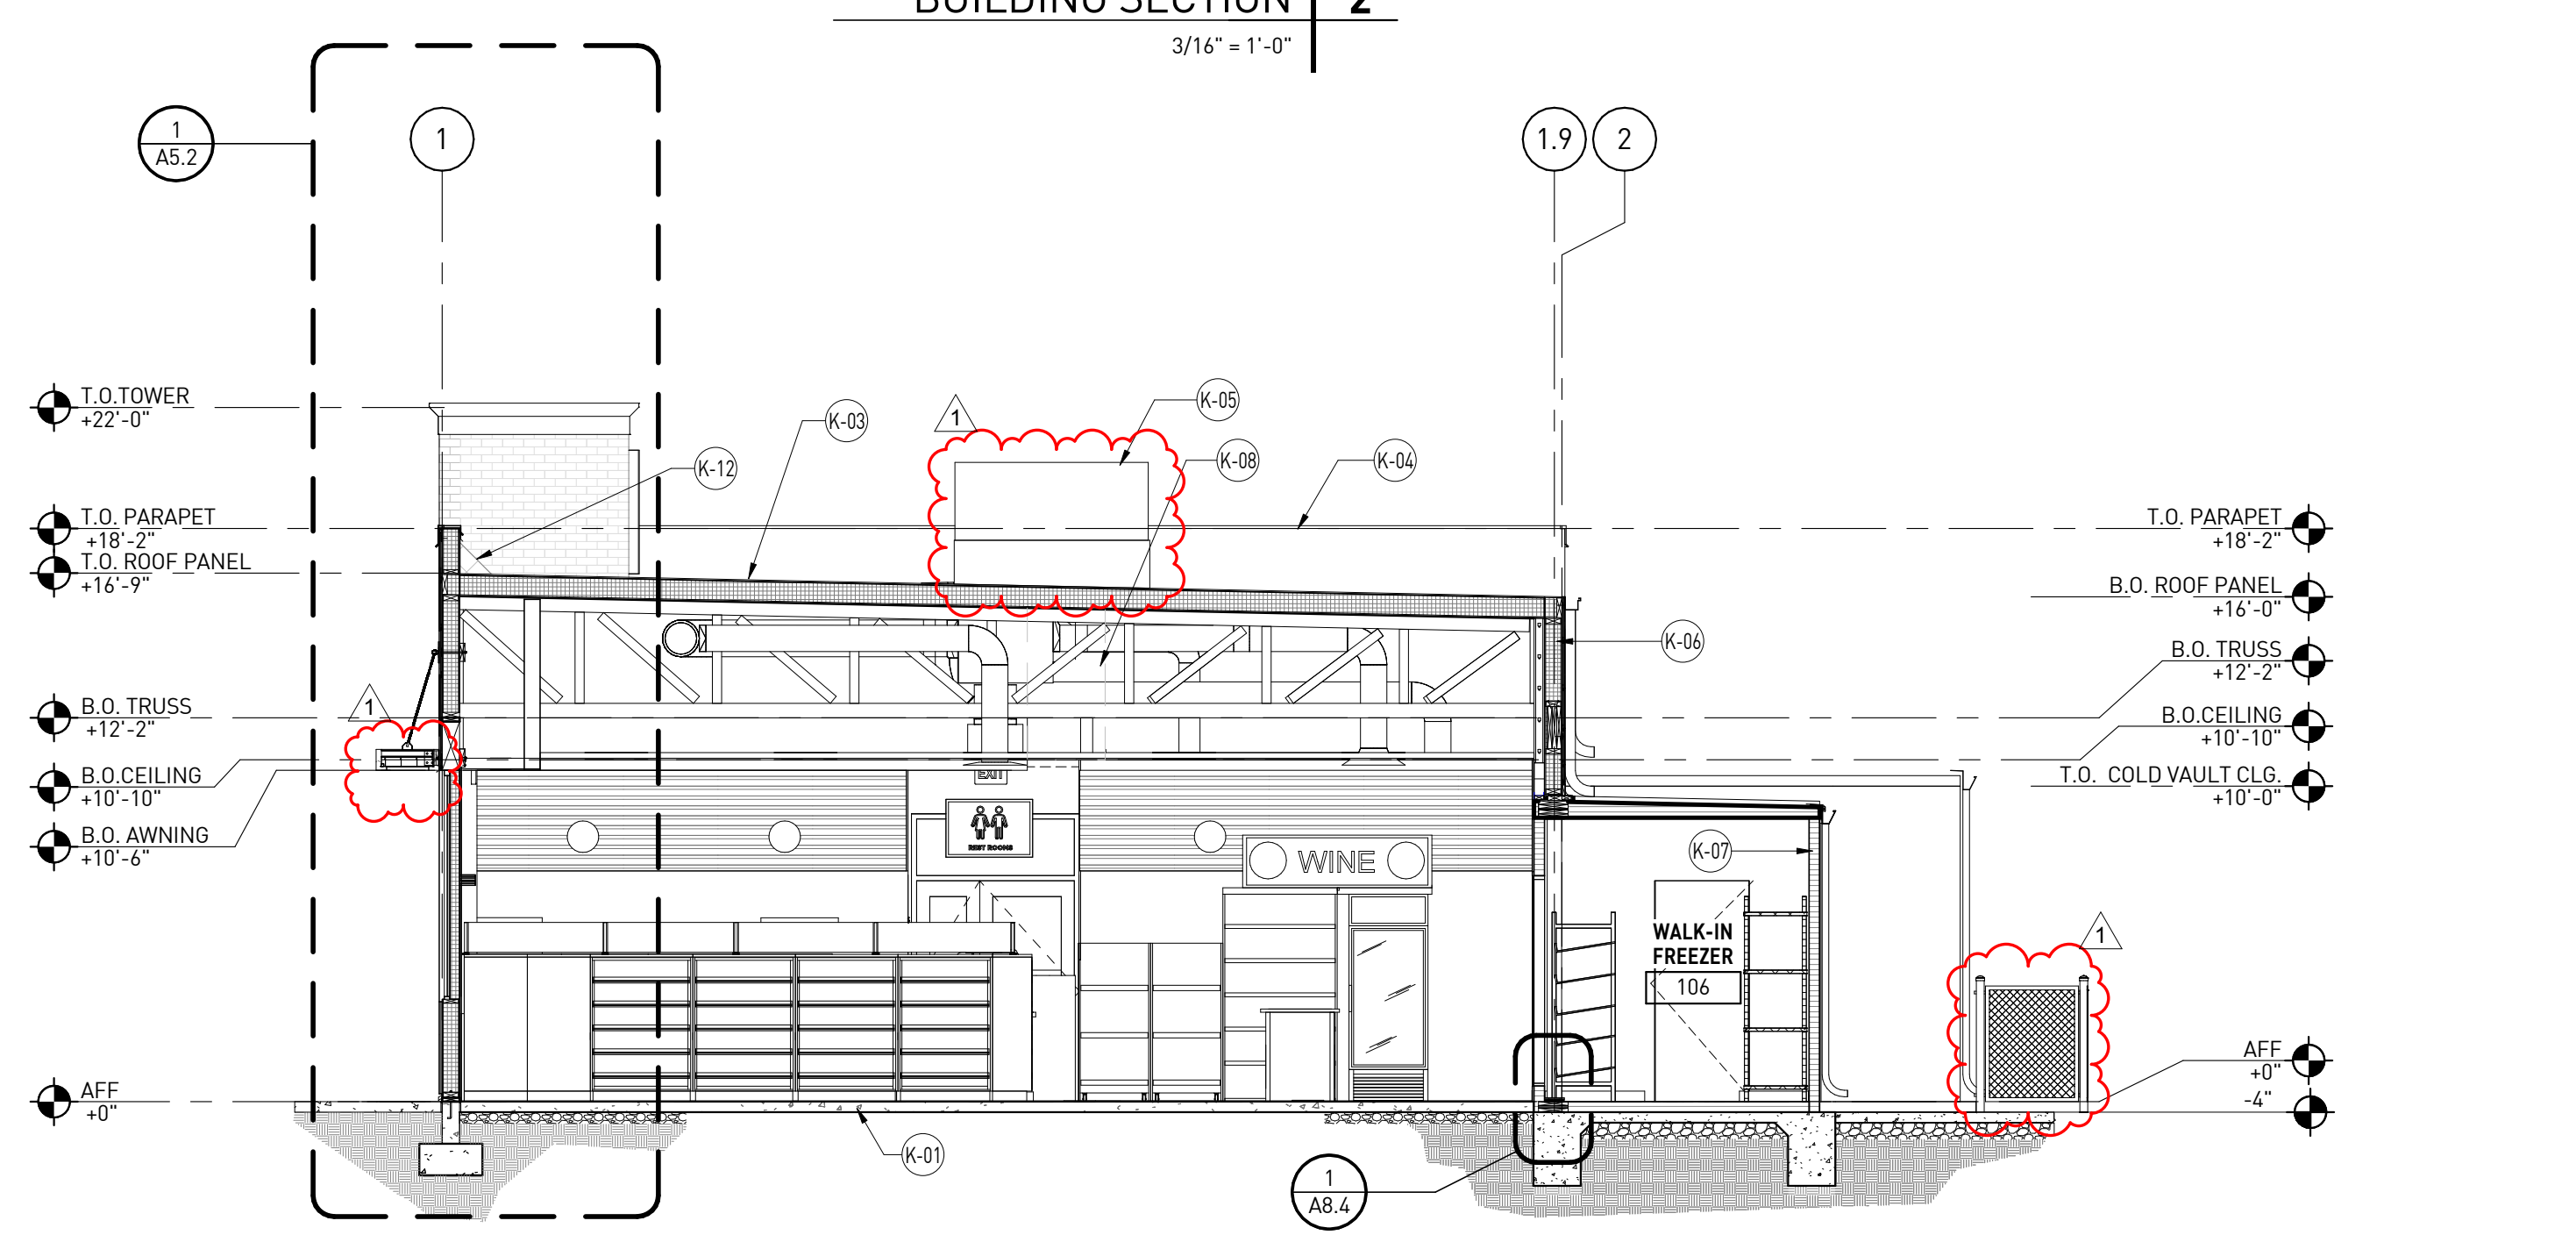 BUILDING SECTION 2
3/16" = 1'-0"
1
A5.2
1
1.9
2
T.O.TOWER
+22'-0"
K-12
K-03
1
K-05
K-08
K-04
T.O. PARAPET
+18'-2"
T.O. ROOF PANEL
+16'-9"
T.O. PARAPET
+18'-2"
B.O. ROOF PANEL
+16'-0"
K-06
B.O. TRUSS
+12'-2"
1
B.O. TRUSS
+12'-2"
B.O.CEILING
+10'-10"
B.O. AWNING
+10'-6"
B.O.CEILING
+10'-10"
T.O. COLD VAULT CLG.
+10'-0"
EXIT
REST ROOMS
WINE
K-07
WALK-IN
FREEZER
106
1
AFF
+0"
AFF
+0"
-4"
K-01
1
A8.4